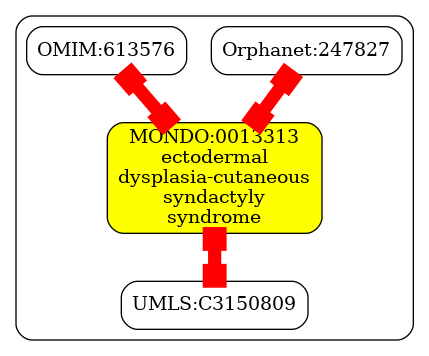 OMIM:613576
Orphanet:247827
MONDO:0013313
ectodermal
dysplasia-cutaneous
syndactyly
syndrome
UMLS:C3150809